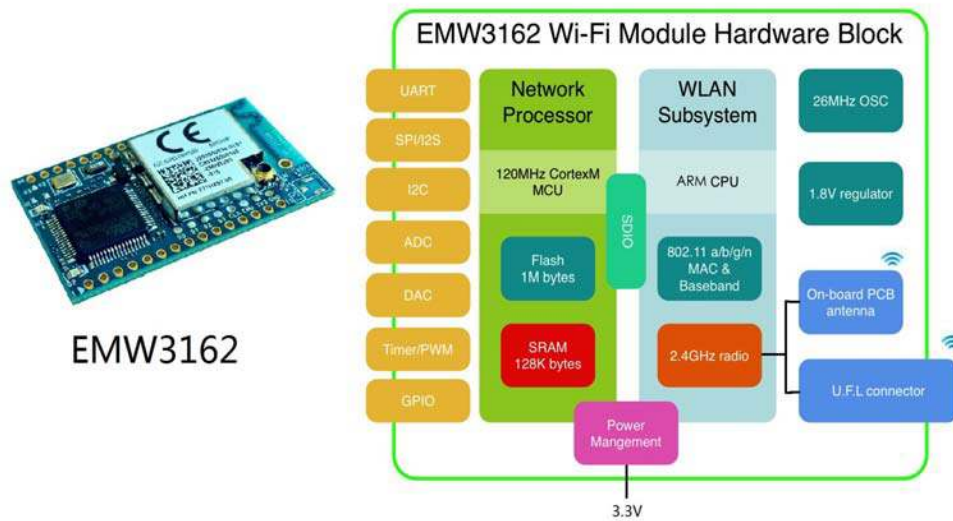 EMW3162 Wi-Fi Module Hardware Block
UART
SPI/I2S
I2C
ADC
DAC
Timer/PWM
GPIO
Network
Processor
120MHz CortexM
MCU
Flash
1M bytes
SRAM
128K bytes
SDIO
WLAN
Subsystem
ARM CPU
802.11 a/b/g/n
MAC &
Baseband
2.4GHz radio
26MHz OSC
1.8V regulator
On-board PCB
antenna
U.F.L connector
Power
Mangement
3.3V
CE
EMW3162